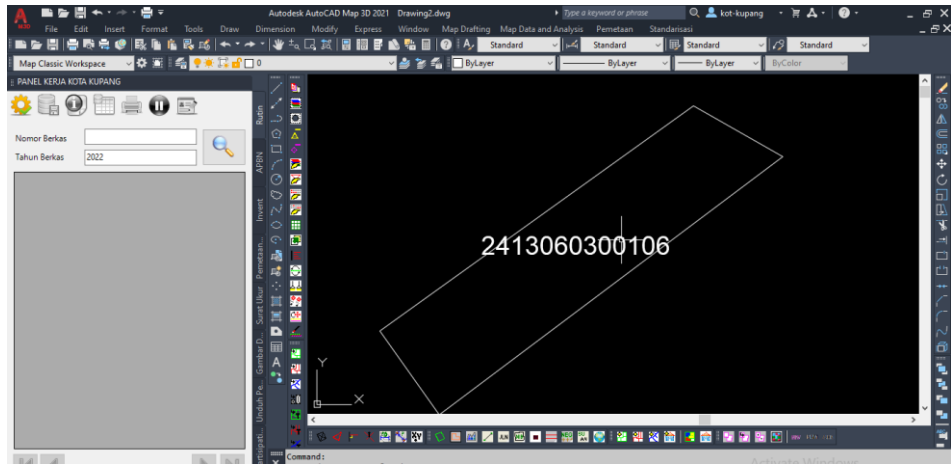 Autodesk AutoCAD Map 3D 2021 Drawing2.dwg
Type a keyword or phrase
kot-kupang
File Edit Insert Format Tools Draw Dimension Modify Express Window Map Drafting Map Data and Analysis Pemetaan Standarisasi
Standard Standard Standard Standard
Map Classic Workspace 0 ByLayer ByLayer ByLayer ByColor
PANEL KERJA KOTA KUPANG
Nomor Berkas
Tahun Berkas 2022
Rutin
APBN
Invent
Pemetaan...
Surat Ukur
Gambar D...
Unduh Pe...
2413060300106
Y
X
Command:
Activate Windows